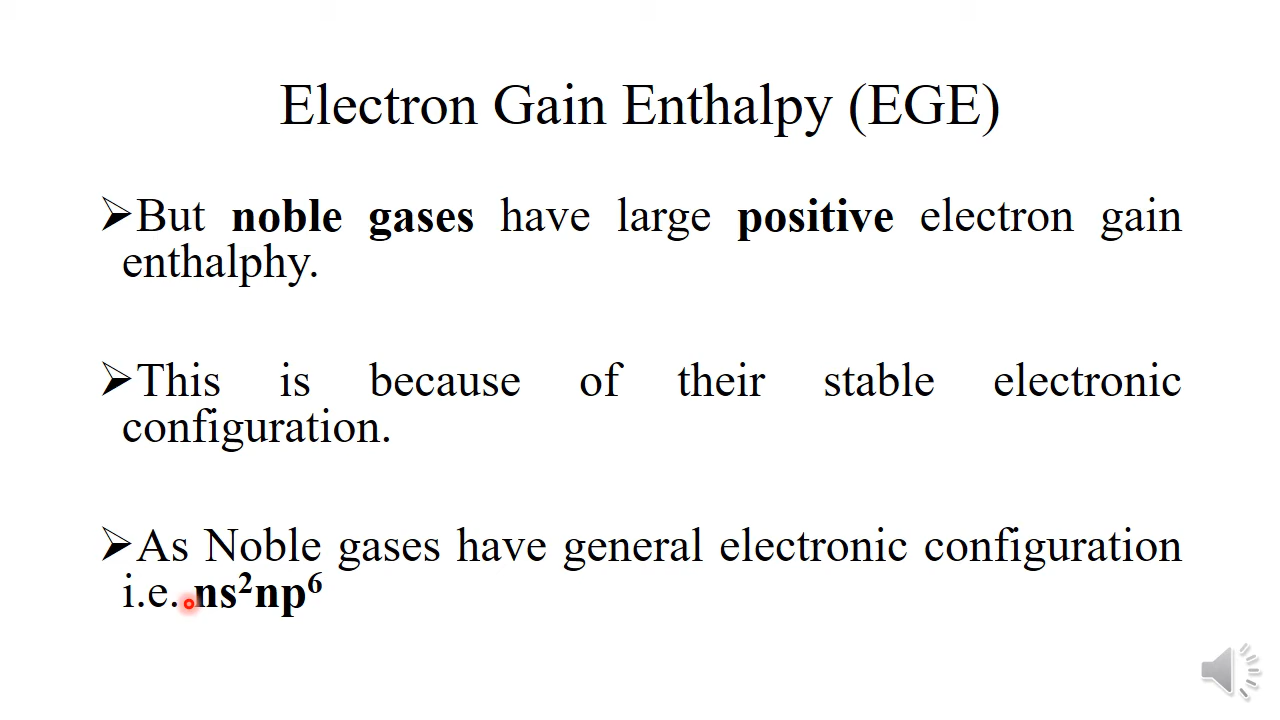 Electron Gain Enthalpy (EGE)
➢But noble gases have large positive electron gain
enthalphy.
➢This is because of their stable electronic
configuration.
➢As Noble gases have general electronic configuration
i.e. ns²np⁶